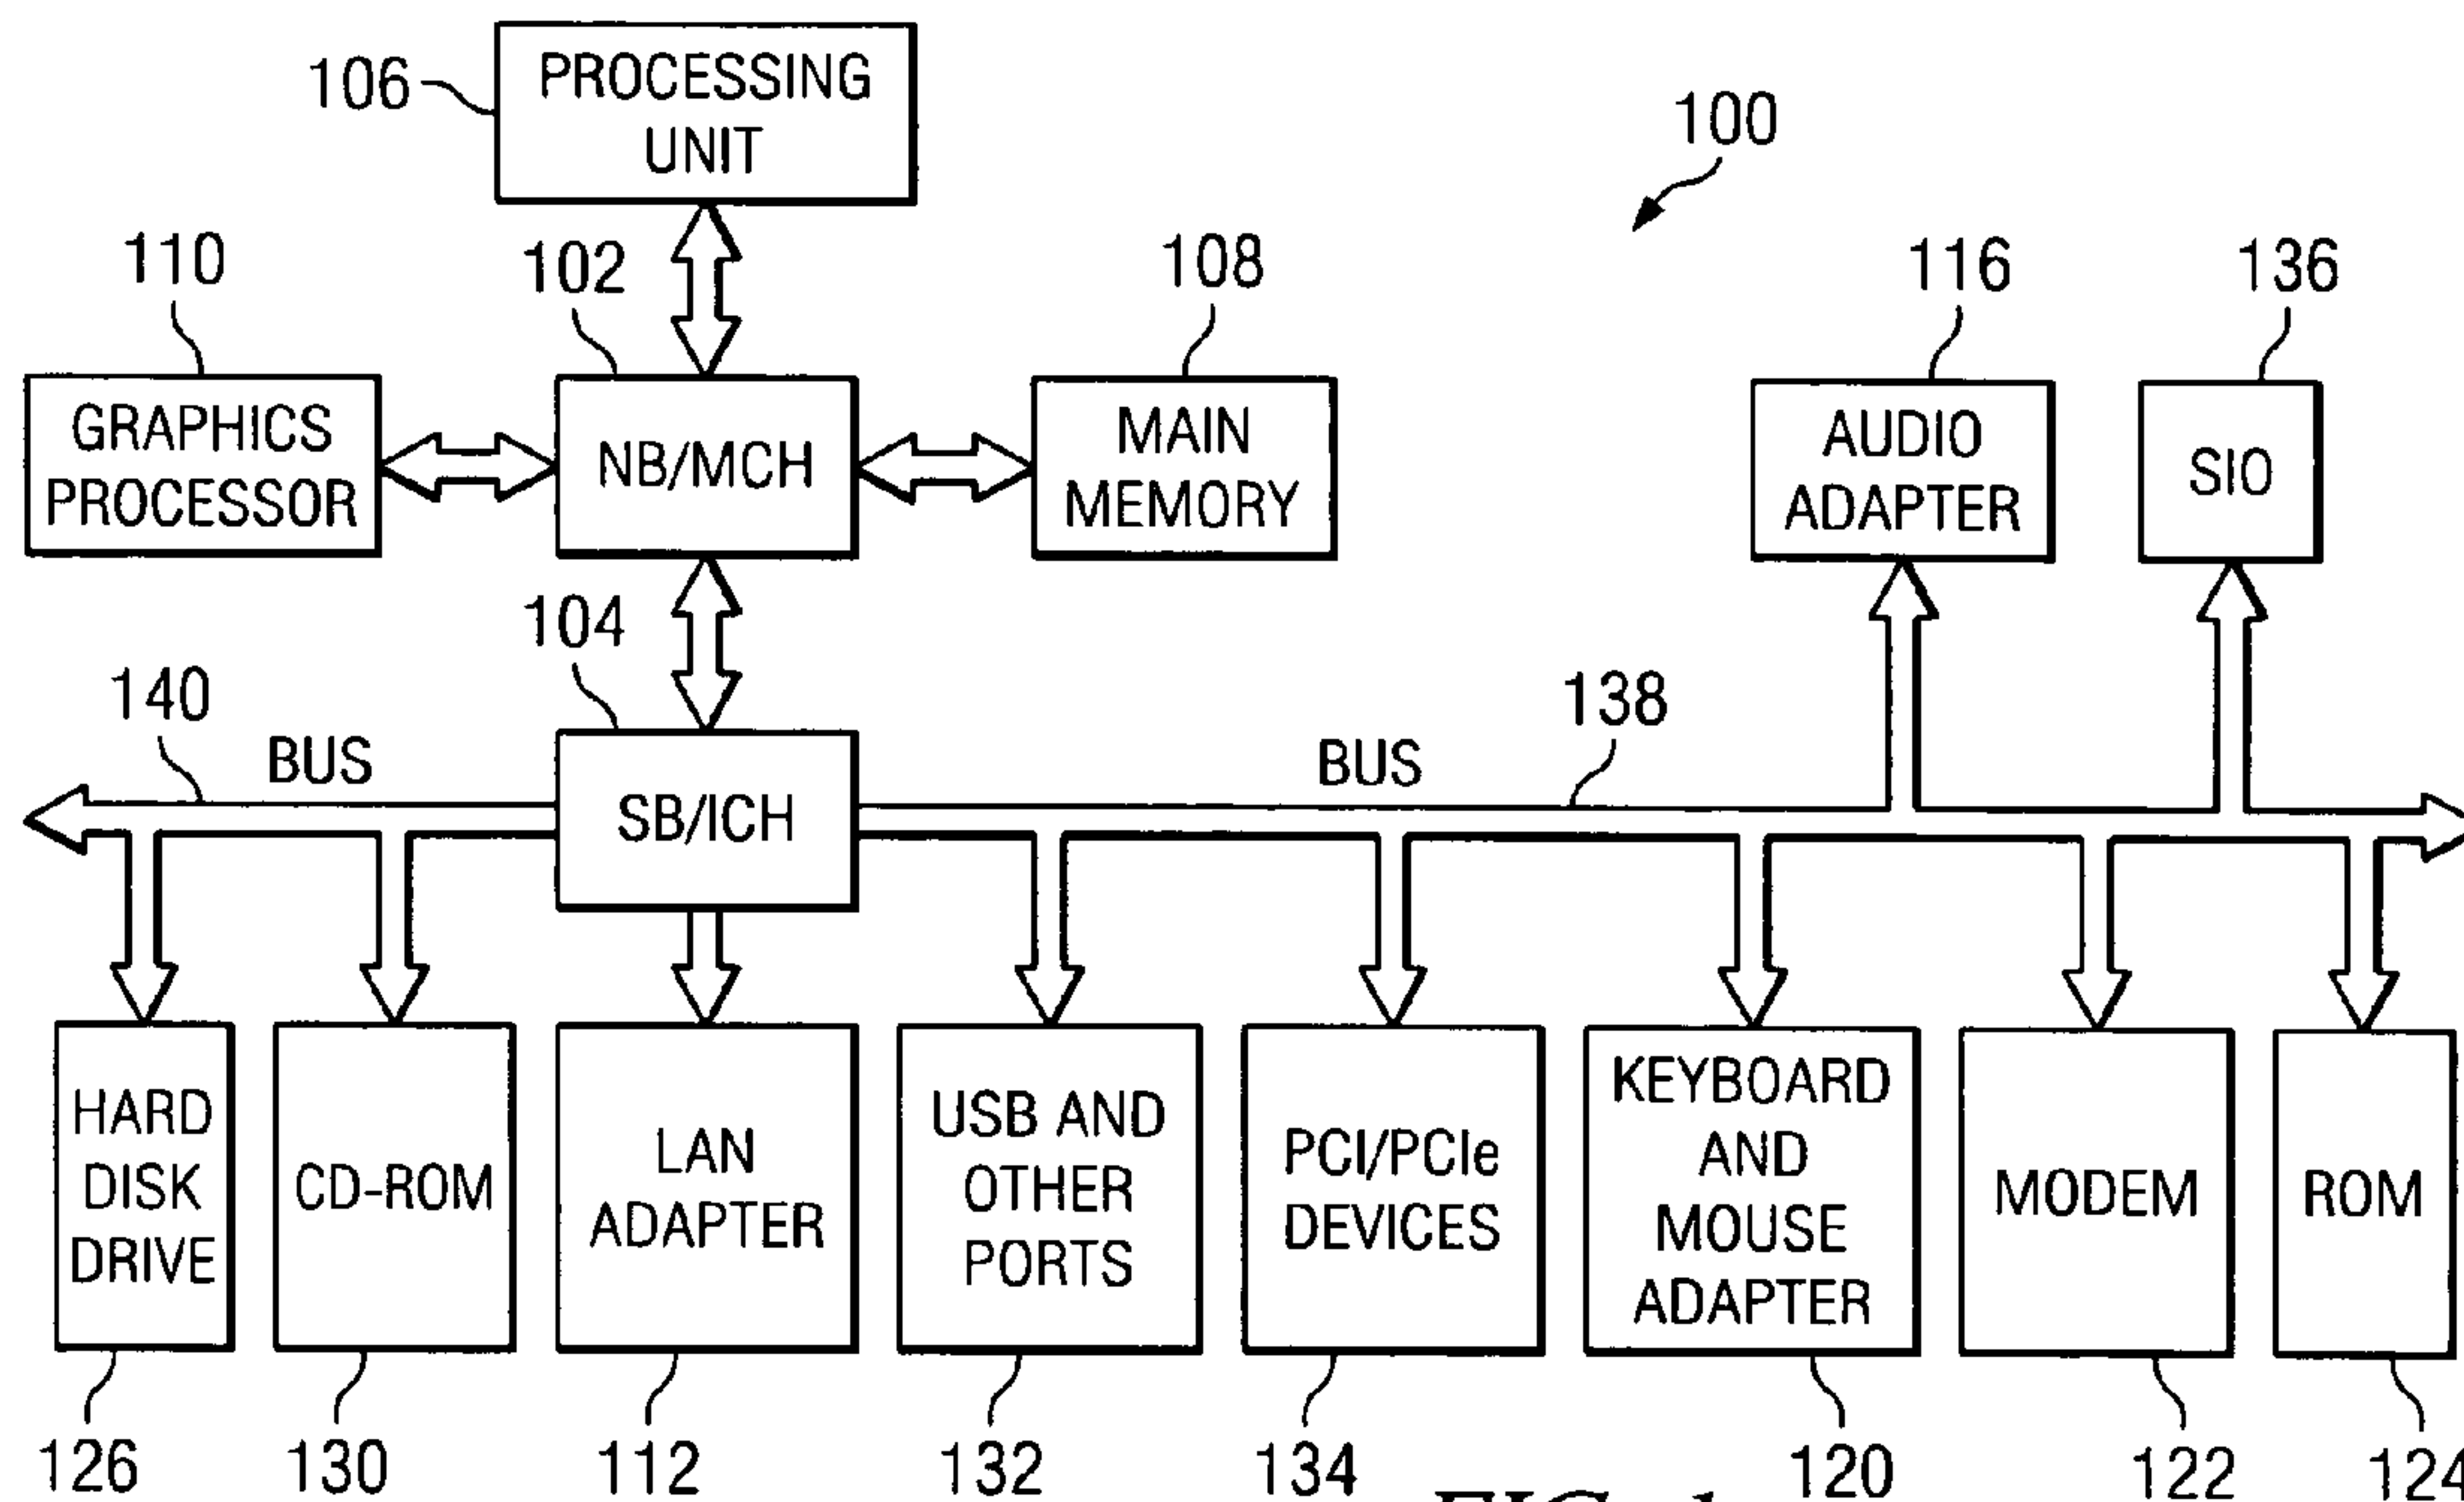 106
PROCESSING
UNIT
100
110
102
108
116
136
GRAPHICS
PROCESSOR
NB/MCH
MAIN
MEMORY
AUDIO
ADAPTER
SIO
104
140
BUS
138
BUS
SB/ICH
HARD
DISK
DRIVE
CD-ROM
LAN
ADAPTER
USB AND
OTHER
PORTS
PCI/PCIe
DEVICES
KEYBOARD
AND
MOUSE
ADAPTER
MODEM
ROM
126
130
112
132
134
120
122
124